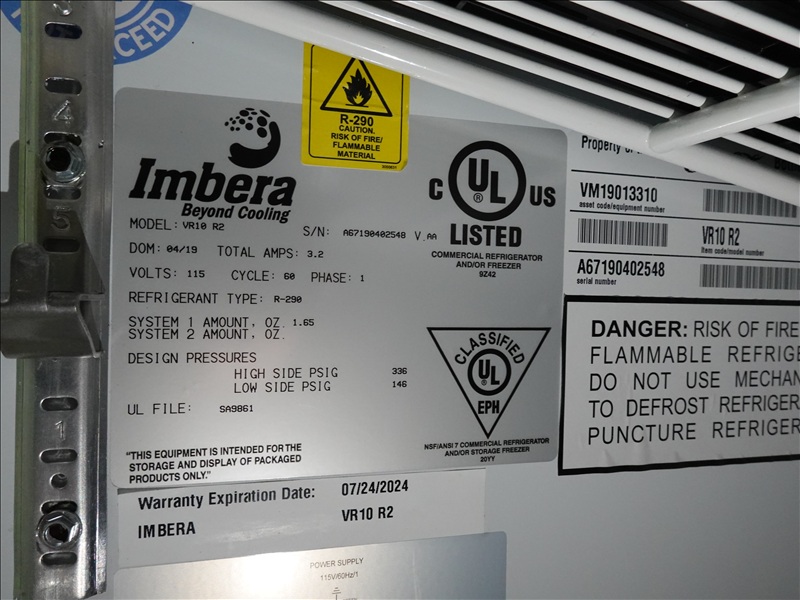 3
CCEED
4
5
1
R-290
CAUTION,
RISK OF FIRE/
FLAMMABLE
MATERIAL
Imbera
Beyond Cooling
MODEL: VR10 R2
S/N: A67190402548 V.AA
DOM: 04/19 TOTAL AMPS: 3.2
VOLTS: 115 CYCLE: 60 PHASE: 1
REFRIGERANT TYPE: R-290
SYSTEM 1 AMOUNT, OZ. 1.65
SYSTEM 2 AMOUNT, OZ.
DESIGN PRESSURES
HIGH SIDE PSIG 336
LOW SIDE PSIG 146
UL FILE: SA9861
"THIS EQUIPMENT IS INTENDED FOR THE
STORAGE AND DISPLAY OF PACKAGED
PRODUCTS ONLY."
C UL ® US
LISTED
COMMERCIAL REFRIGERATOR
AND/OR FREEZER
9Z42
CLASSIFIED
UL ®
EPH
NSF/ANSI 7 COMMERCIAL REFRIGERATOR
AND/OR STORAGE FREEZER
20YY
Warranty Expiration Date: 07/24/2024
IMBERA VR10 R2
POWER SUPPLY
115V/60Hz/1
Property of
VM19013310
asset code/equipment number
VR10 R2
Item code/model number
A67190402548
serial number
DANGER: RISK OF FIRE
FLAMMABLE REFRIGE
DO NOT USE MECHAN
TO DEFROST REFRIGER
PUNCTURE REFRIGER